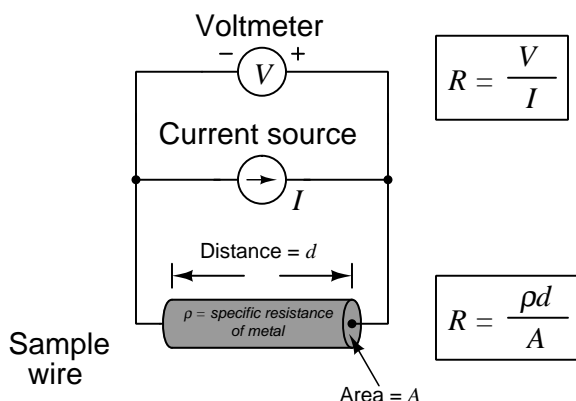 Voltmeter
− +
V
R = V / I
Current source
I
Distance = d
ρ = specific resistance
of metal
R = ρd / A
Sample
wire
Area = A